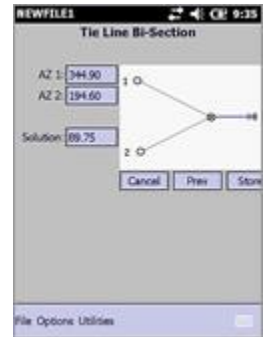 NEWFILE1 9:35
Tie Line Bi-Section
AZ 1: 344.90
AZ 2: 194.60
Solution: 89.75
1
2
Cancel Prev Store
File Options Utilities